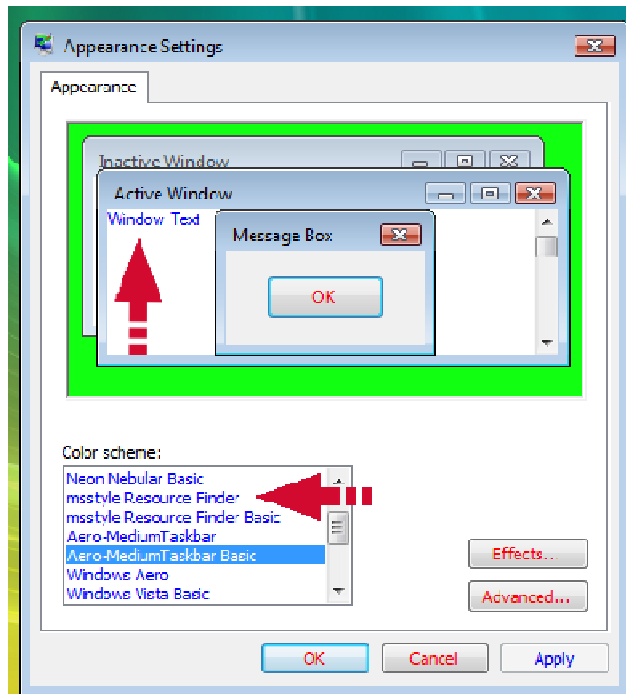 Appearance Settings
Appearance
Inactive Window
Active Window
Window Text
Message Box
OK
Color scheme:
Neon Nebular Basic
msstyle Resource Finder
msstyle Resource Finder Basic
Aero-MediumTaskbar
Aero-MediumTaskbar Basic
Windows Aero
Windows Vista Basic
Effects...
Advanced...
OK Cancel Apply